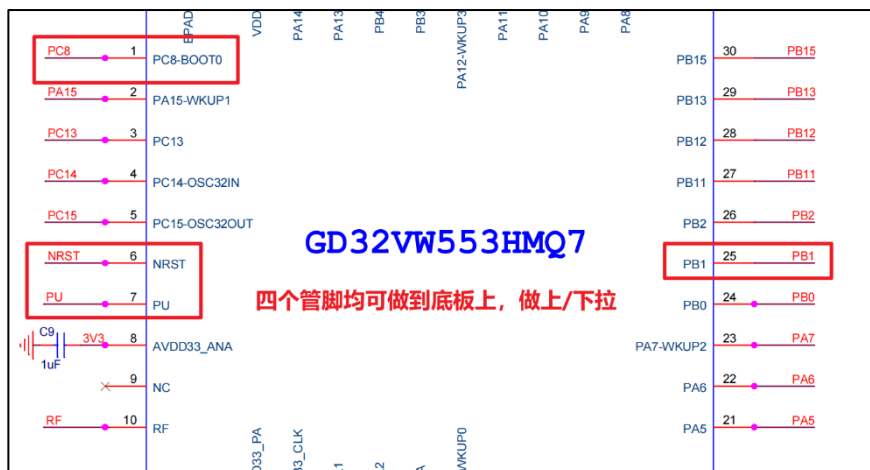 EPAD
VDD
PA14
PA13
PB4
PB3
PA12-WKUP3
PA11
PA10
PA9
PA8
PC8 1 PC8-BOOT0
PB15 30 PB15
PA15 2 PA15-WKUP1
PB13 29 PB13
PC13 3 PC13
PB12 28 PB12
PC14 4 PC14-OSC32IN
PB11 27 PB11
PC15 5 PC15-OSC32OUT
PB2 26 PB2
GD32VW553HMQ7
NRST 6 NRST
PB1 25 PB1
PU 7 PU
四个管脚均可做到底板上，做上/下拉
PB0 24 PB0
C9
1uF
3V3 8 AVDD33_ANA
PA7-WKUP2 23 PA7
9 NC
PA6 22 PA6
RF 10 RF
PA5 21 PA5
WKUP0